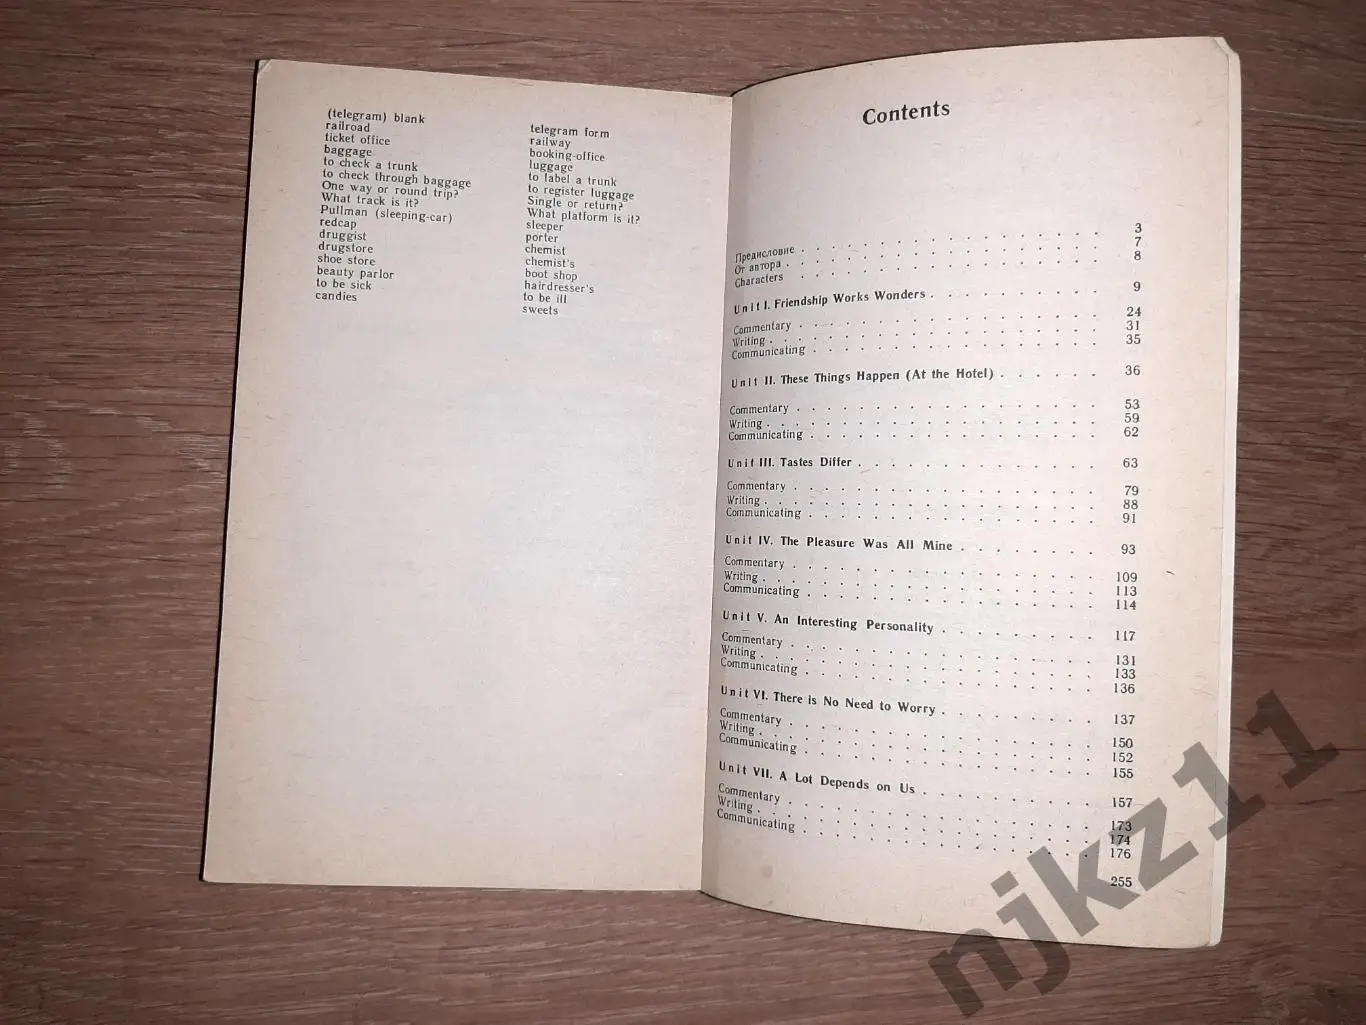 (telegram) blank telegram form
railroad railway
ticket office booking-office
baggage luggage
to check a trunk to label a trunk
to check through baggage to register luggage
One way or round trip? Single or return?
What track is it? What platform is it?
Pullman (sleeping-car) sleeper
redcap porter
druggist chemist
drugstore chemist's
shoe store boot shop
beauty parlor hairdresser's
to be sick to be ill
candies sweets
Contents
Предисловие . . . . . . . . . . . . . . . . 3
От автора . . . . . . . . . . . . . . . . 7
Characters . . . . . . . . . . . . . . . . 8
Unit I. Friendship Works Wonders . . . . . . . . . 9
Commentary . . . . . . . . . . . . . . . . 24
Writing . . . . . . . . . . . . . . . . 31
Communicating . . . . . . . . . . . . . . . . 35
Unit II. These Things Happen (At the Hotel) . . . . . . 36
Commentary . . . . . . . . . . . . . . . . 53
Writing . . . . . . . . . . . . . . . . 59
Communicating . . . . . . . . . . . . . . . . 62
Unit III. Tastes Differ . . . . . . . . . . . . . 63
Commentary . . . . . . . . . . . . . . . . 79
Writing . . . . . . . . . . . . . . . . 88
Communicating . . . . . . . . . . . . . . . . 91
Unit IV. The Pleasure Was All Mine . . . . . . . . 93
Commentary . . . . . . . . . . . . . . . . 109
Writing . . . . . . . . . . . . . . . . 113
Communicating . . . . . . . . . . . . . . . . 114
Unit V. An Interesting Personality . . . . . . . . . 117
Commentary . . . . . . . . . . . . . . . . 131
Writing . . . . . . . . . . . . . . . . 133
Communicating . . . . . . . . . . . . . . . . 136
Unit VI. There is No Need to Worry . . . . . . . . . 137
Commentary . . . . . . . . . . . . . . . . 150
Writing . . . . . . . . . . . . . . . . 152
Communicating . . . . . . . . . . . . . . . . 155
Unit VII. A Lot Depends on Us . . . . . . . . . . 157
Commentary . . . . . . . . . . . . . . . . 173
Writing . . . . . . . . . . . . . . . . 174
Communicating . . . . . . . . . . . . . . . . 176
255
njkz11